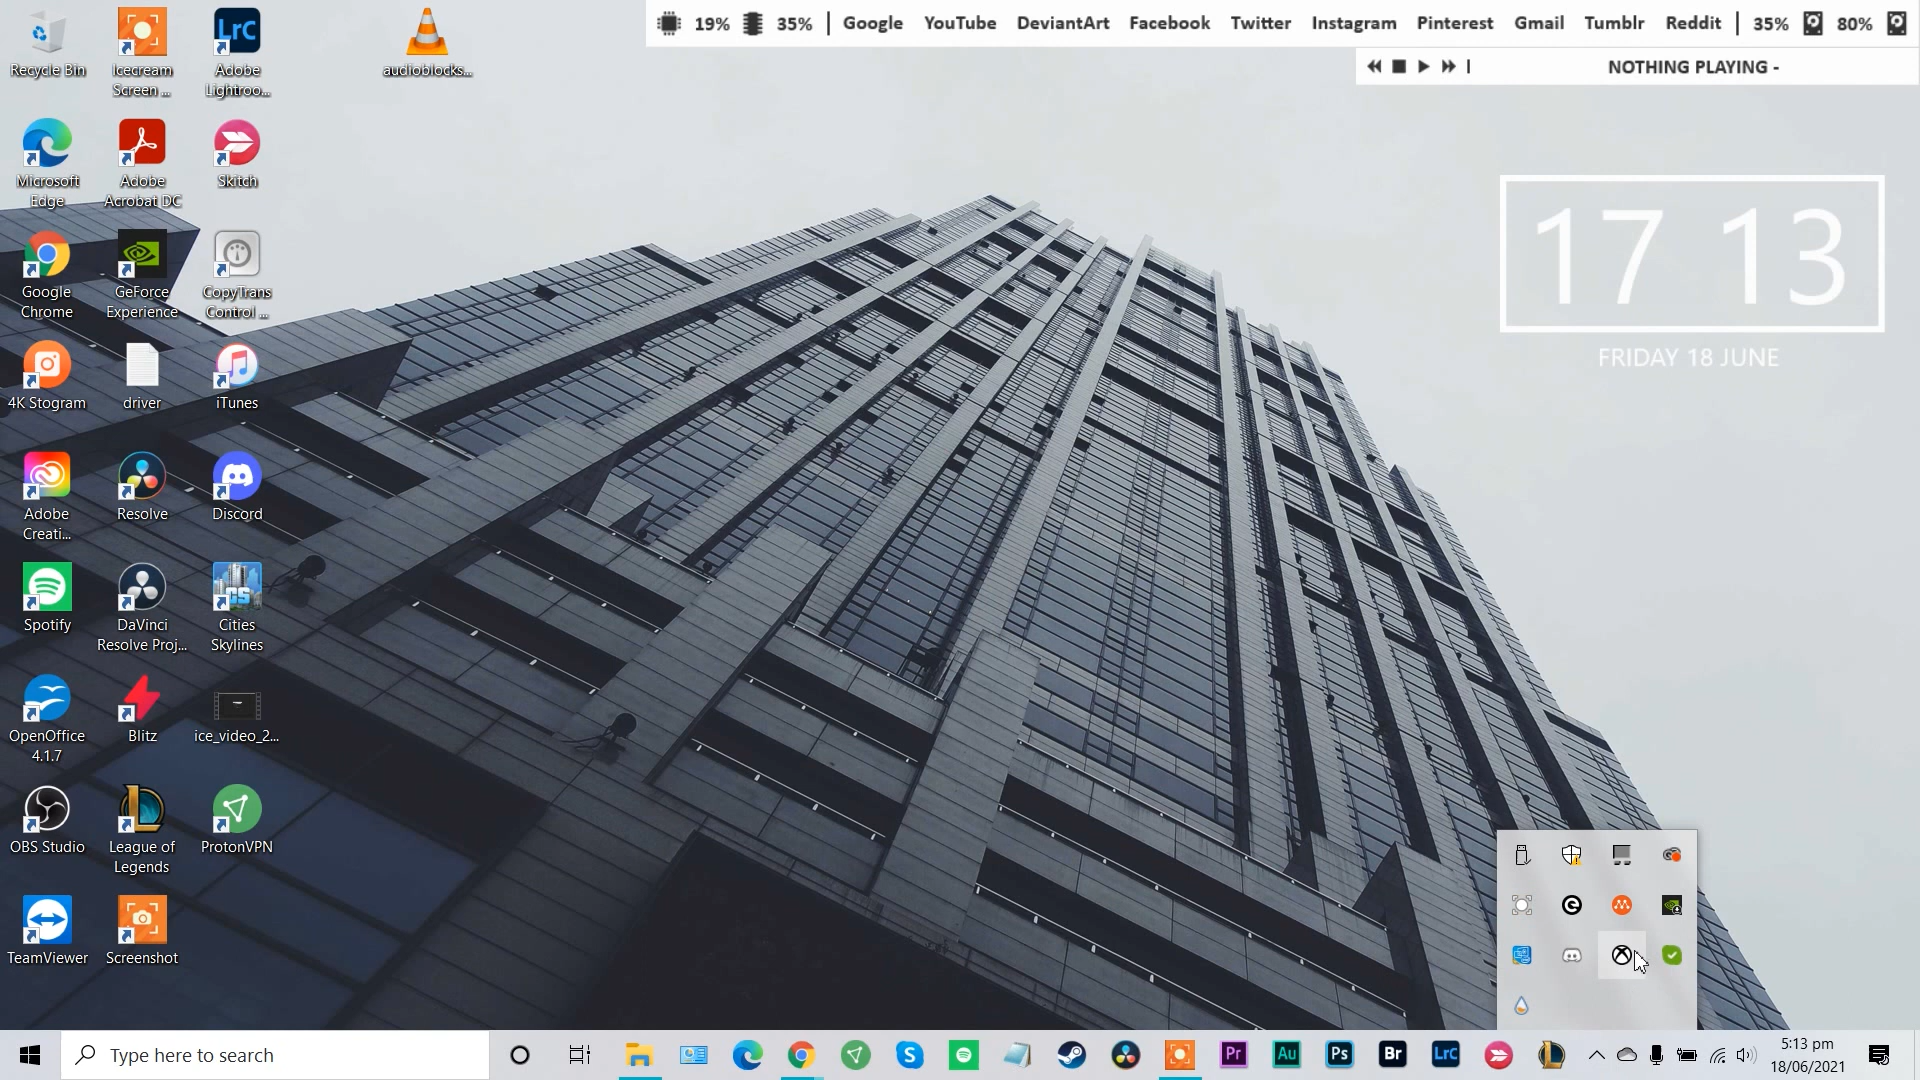 19% 35% | Google YouTube DeviantArt Facebook Twitter Instagram Pinterest Gmail Tumblr Reddit | 35% 80%
NOTHING PLAYING -
17 13
FRIDAY 18 JUNE
Recycle Bin
Icecream
Screen ...
Adobe
Lightroo...
audioblocks...
Microsoft
Edge
Adobe
Acrobat DC
Skitch
Google
Chrome
GeForce
Experience
CopyTrans
Control ...
4K Stogram
driver
iTunes
Adobe
Creati...
Resolve
Discord
Spotify
DaVinci
Resolve Proj...
Cities
Skylines
OpenOffice
4.1.7
Blitz
ice_video_2...
OBS Studio
League of
Legends
ProtonVPN
TeamViewer
Screenshot
LrC
CS
Type here to search
Pr
Au
Ps
Br
LrC
5:13 pm
18/06/2021